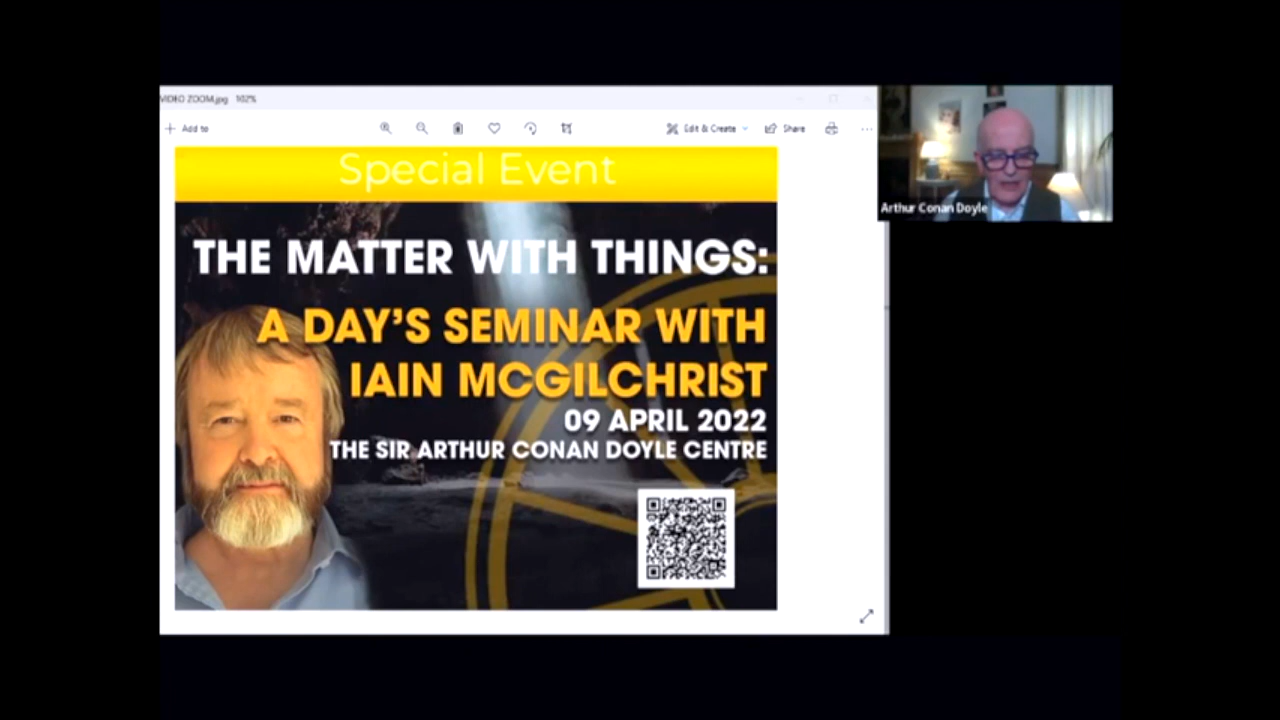 VIDEO ZOOM.jpg 102%
Add to
Edit & Create
Share
Special Event
THE MATTER WITH THINGS:
A DAY'S SEMINAR WITH
IAIN MCGILCHRIST
09 APRIL 2022
THE SIR ARTHUR CONAN DOYLE CENTRE
Arthur Conan Doyle